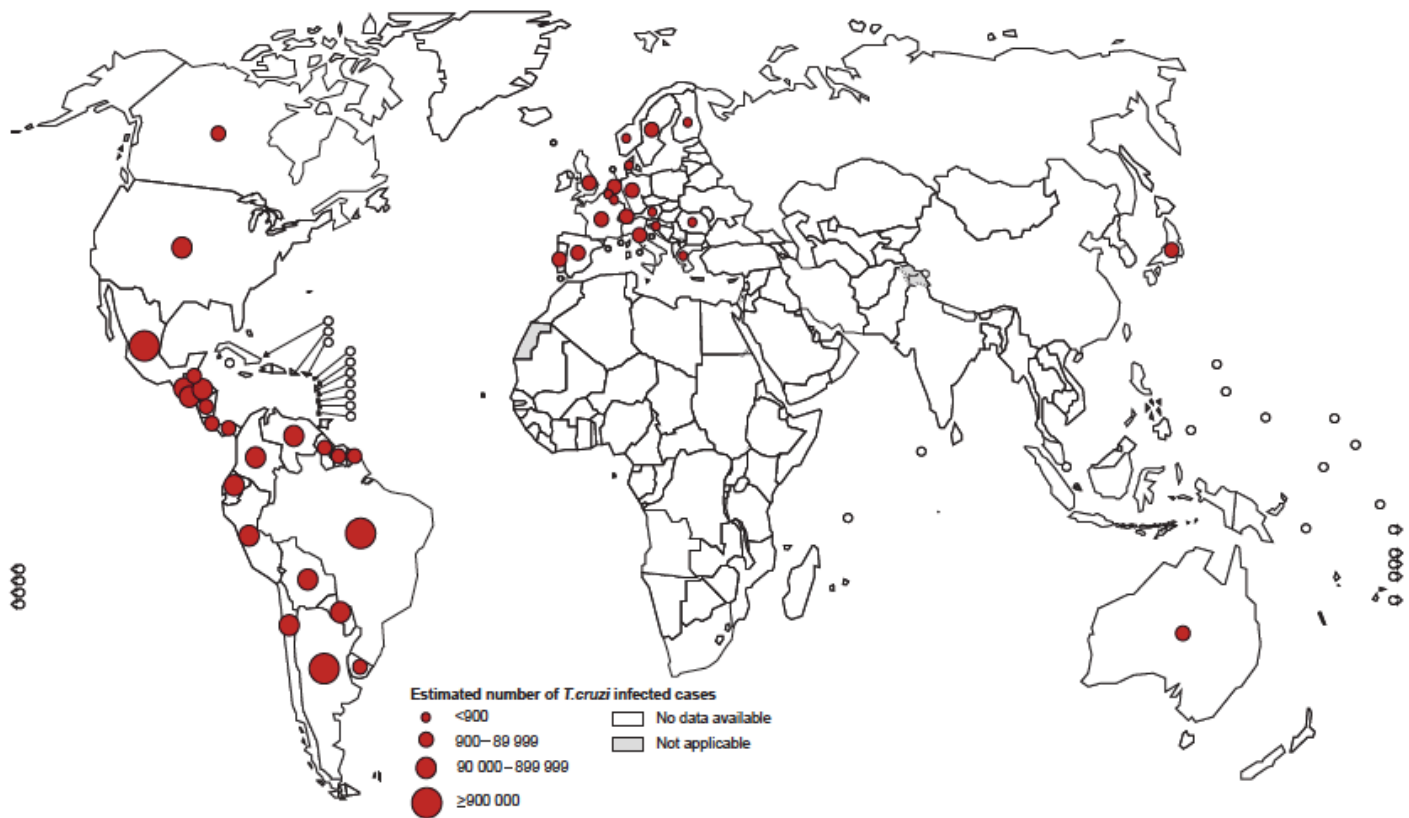 Estimated number of T.cruzi infected cases
<900
900–89 999
90 000–899 999
≥900 000
No data available
Not applicable